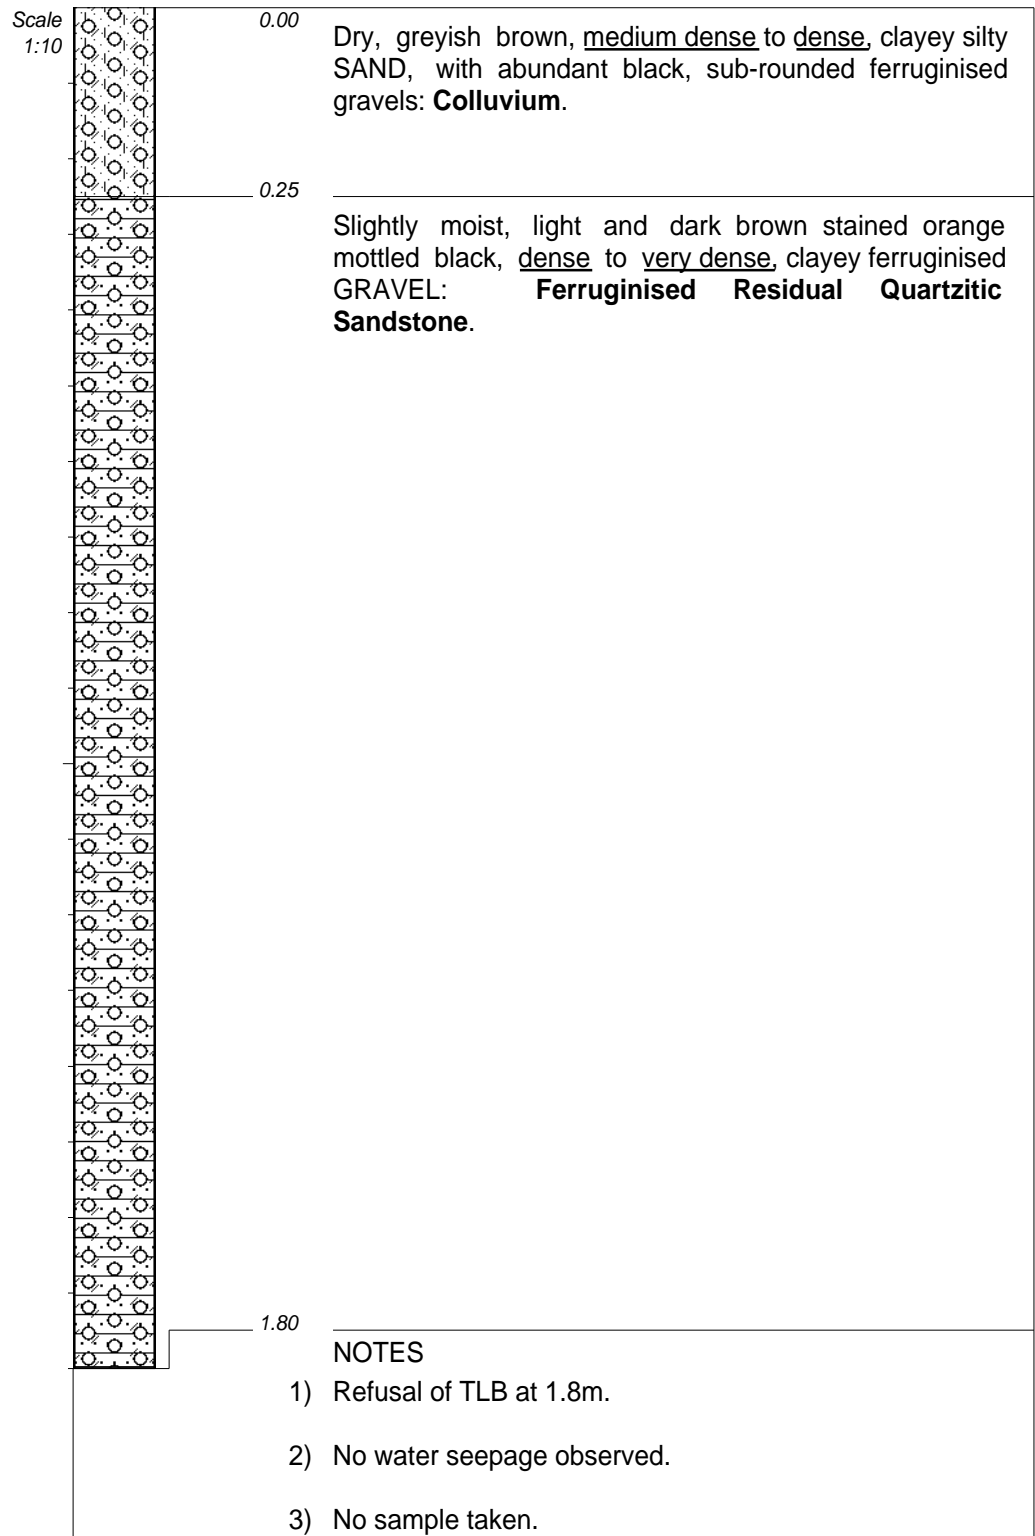 Scale
1:10
0.00
Dry, greyish brown, medium dense to dense, clayey silty
SAND, with abundant black, sub-rounded ferruginised
gravels: Colluvium.
0.25
Slightly moist, light and dark brown stained orange
mottled black, dense to very dense, clayey ferruginised
GRAVEL: Ferruginised Residual Quartzitic
Sandstone.
1.80
NOTES
1) Refusal of TLB at 1.8m.
2) No water seepage observed.
3) No sample taken.